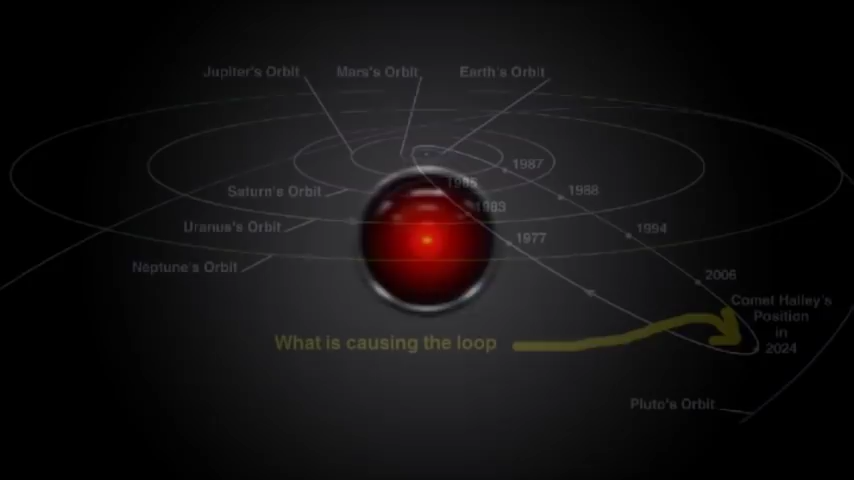 Jupiter's Orbit
Mars's Orbit
Earth's Orbit
1987
1985
1988
Saturn's Orbit
1983
Uranus's Orbit
1977
1994
Neptune's Orbit
2005
Comet Halley's
Position
in
2024
What is causing the loop
Pluto's Orbit